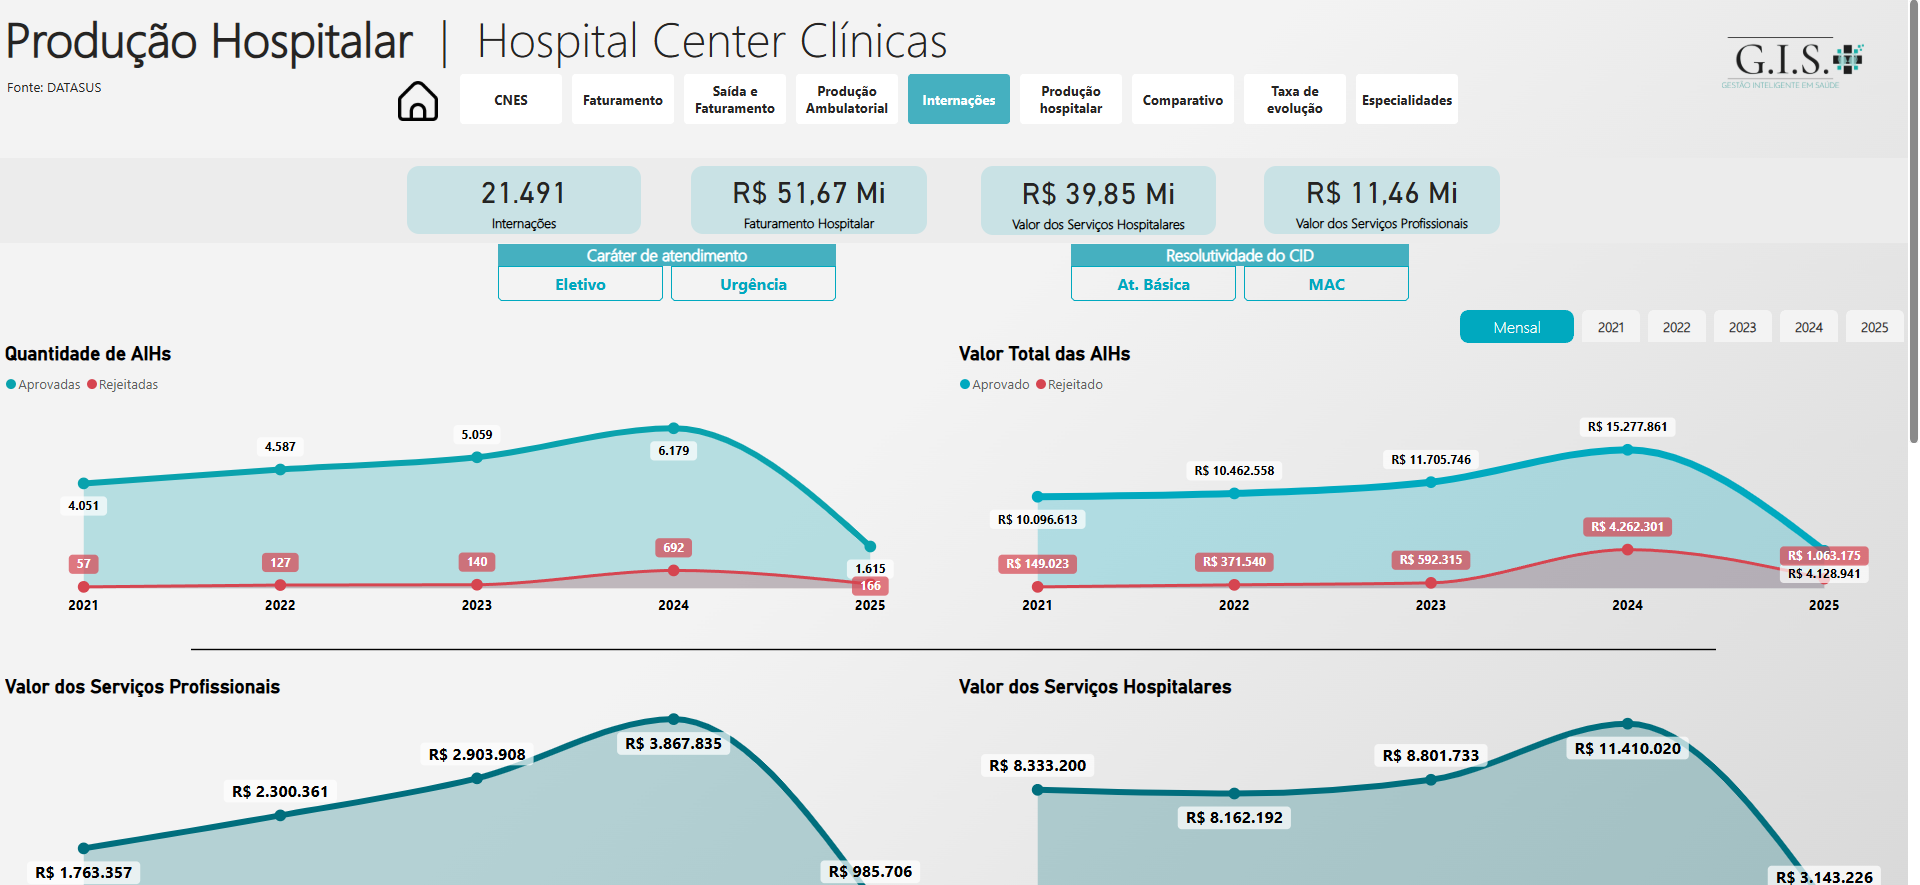 Produção Hospitalar | Hospital Center Clínicas
Fonte: DATASUS
G.I.S.
GESTÃO INTELIGENTE EM SAÚDE
CNES
Faturamento
Saída e
Faturamento
Produção
Ambulatorial
Internações
Produção
hospitalar
Comparativo
Taxa de
evolução
Especialidades
21.491
Internações
R$ 51,67 Mi
Faturamento Hospitalar
R$ 39,85 Mi
Valor dos Serviços Hospitalares
R$ 11,46 Mi
Valor dos Serviços Profissionais
Caráter de atendimento
Eletivo
Urgência
Resolutividade do CID
At. Básica
MAC
Mensal
2021
2022
2023
2024
2025
Quantidade de AIHs
Aprovadas Rejeitadas
4.051
4.587
5.059
6.179
1.615
57
127
140
692
166
2021
2022
2023
2024
2025
Valor Total das AIHs
Aprovado Rejeitado
R$ 10.096.613
R$ 10.462.558
R$ 11.705.746
R$ 15.277.861
R$ 4.128.941
R$ 149.023
R$ 371.540
R$ 592.315
R$ 4.262.301
R$ 1.063.175
2021
2022
2023
2024
2025
Valor dos Serviços Profissionais
R$ 1.763.357
R$ 2.300.361
R$ 2.903.908
R$ 3.867.835
R$ 985.706
Valor dos Serviços Hospitalares
R$ 8.333.200
R$ 8.162.192
R$ 8.801.733
R$ 11.410.020
R$ 3.143.226